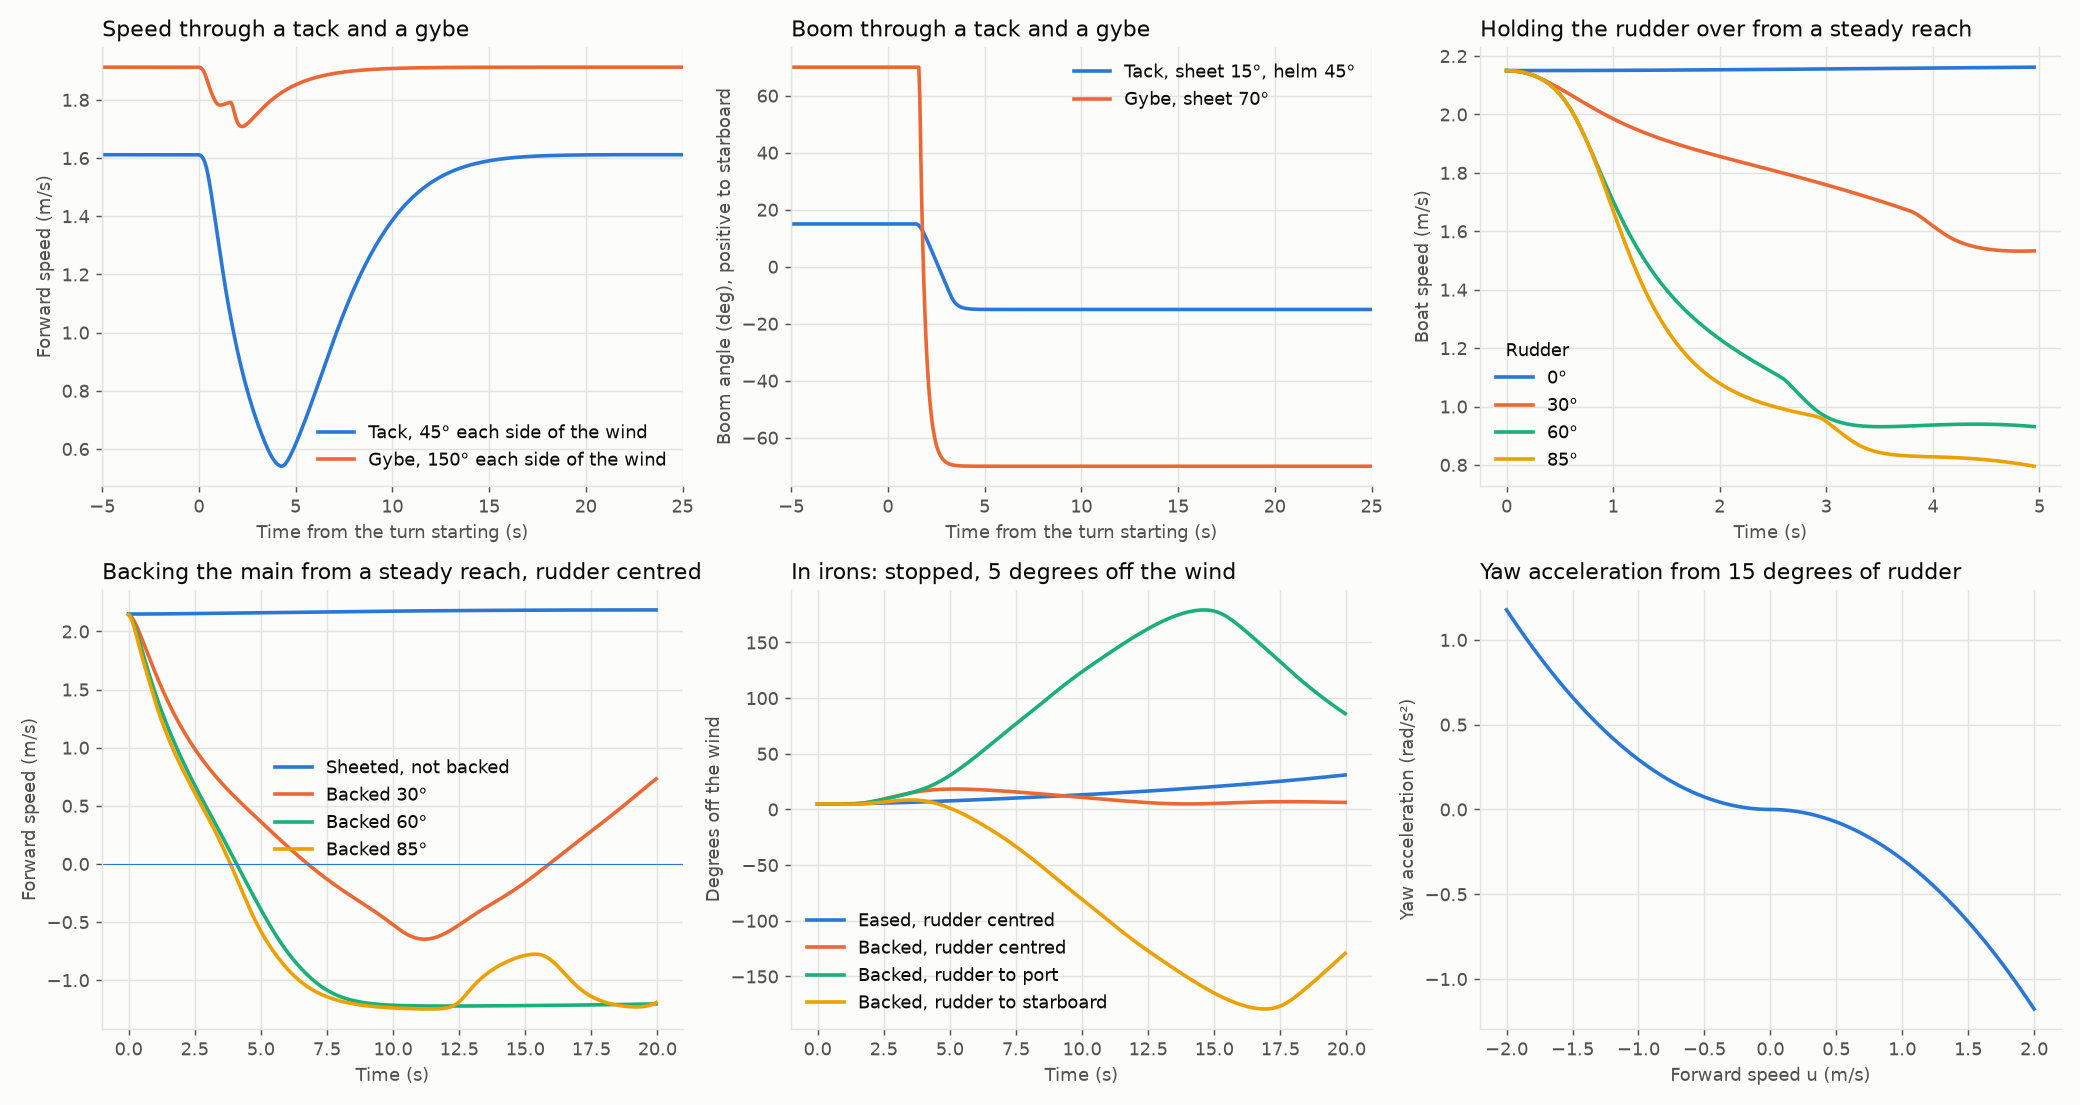 Speed through a tack and a gybe
Forward speed (m/s)
1.8
1.6
1.4
1.2
1.0
0.8
0.6
Tack, 45° each side of the wind
Gybe, 150° each side of the wind
−5 0 5 10 15 20 25
Time from the turn starting (s)
Boom through a tack and a gybe
Boom angle (deg), positive to starboard
60
40
20
0
−20
−40
−60
Tack, sheet 15°, helm 45°
Gybe, sheet 70°
−5 0 5 10 15 20 25
Time from the turn starting (s)
Holding the rudder over from a steady reach
Boat speed (m/s)
2.2
2.0
1.8
1.6
1.4
1.2
1.0
0.8
Rudder
0°
30°
60°
85°
0 1 2 3 4 5
Time (s)
Backing the main from a steady reach, rudder centred
Forward speed (m/s)
2.0
1.5
1.0
0.5
0.0
−0.5
−1.0
Sheeted, not backed
Backed 30°
Backed 60°
Backed 85°
0.0 2.5 5.0 7.5 10.0 12.5 15.0 17.5 20.0
Time (s)
In irons: stopped, 5 degrees off the wind
Degrees off the wind
150
100
50
0
−50
−100
−150
Eased, rudder centred
Backed, rudder centred
Backed, rudder to port
Backed, rudder to starboard
0.0 2.5 5.0 7.5 10.0 12.5 15.0 17.5 20.0
Time (s)
Yaw acceleration from 15 degrees of rudder
Yaw acceleration (rad/s²)
1.0
0.5
0.0
−0.5
−1.0
−2.0 −1.5 −1.0 −0.5 0.0 0.5 1.0 1.5 2.0
Forward speed u (m/s)